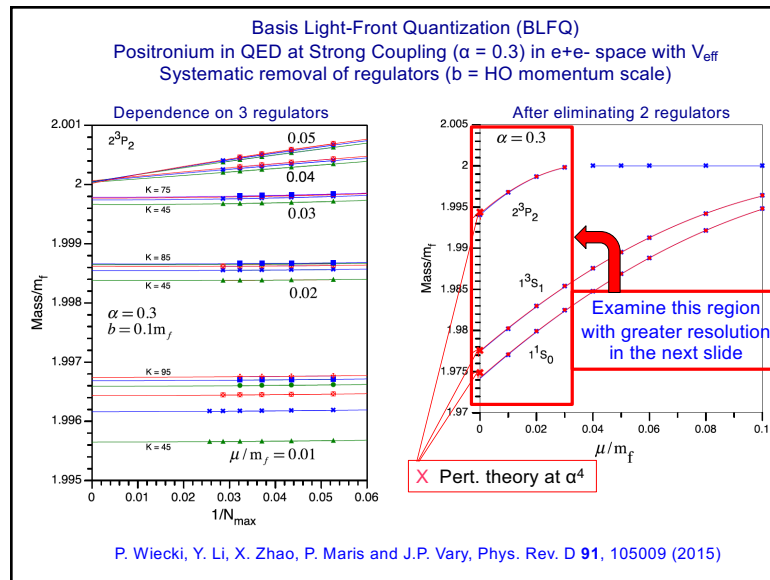 Basis Light-Front Quantization (BLFQ)
Positronium in QED at Strong Coupling (α = 0.3) in e+e- space with V_eff
Systematic removal of regulators (b = HO momentum scale)
Dependence on 3 regulators
2.001
2
1.999
1.998
1.997
1.996
1.995
Mass/m_f
2³P₂
0.05
0.04
K = 75
K = 45
0.03
K = 85
K = 45
0.02
α = 0.3
b = 0.1m_f
K = 95
K = 45
μ/m_f = 0.01
0
0.01
0.02
0.03
0.04
0.05
0.06
1/N_max
After eliminating 2 regulators
2.005
2
1.995
1.99
1.985
1.98
1.975
1.97
Mass/m_f
α = 0.3
2³P₂
1³S₁
1¹S₀
Examine this region
with greater resolution
in the next slide
0
0.02
0.04
0.06
0.08
0.1
μ/m_f
X Pert. theory at α⁴
P. Wiecki, Y. Li, X. Zhao, P. Maris and J.P. Vary, Phys. Rev. D 91, 105009 (2015)